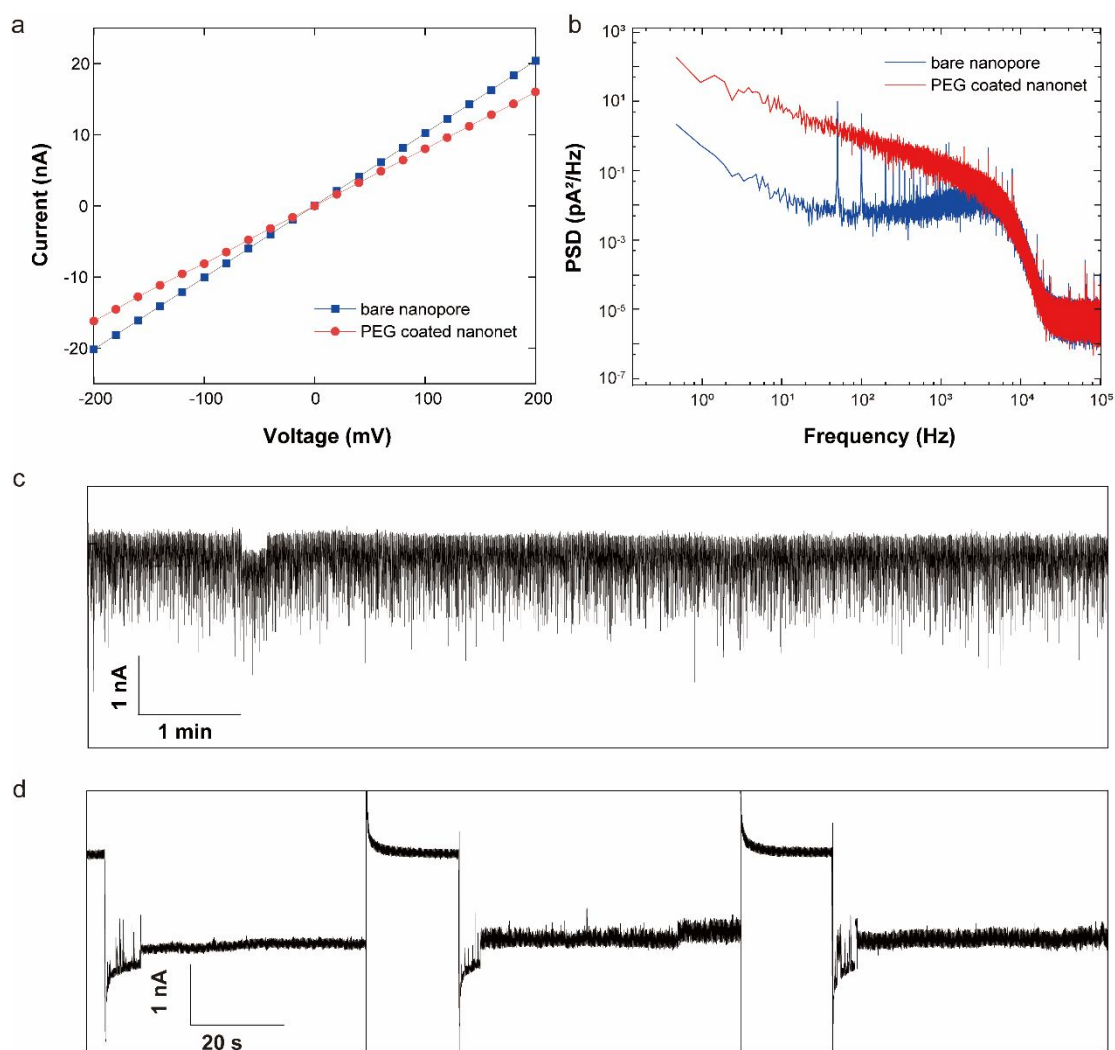 a
20
10
0
-10
-20
Current (nA)
bare nanopore
PEG coated nanonet
-200
-100
0
100
200
Voltage (mV)
b
10³
10¹
10⁻¹
10⁻³
10⁻⁵
10⁻⁷
PSD (pA²/Hz)
bare nanopore
PEG coated nanonet
10⁰
10¹
10²
10³
10⁴
10⁵
Frequency (Hz)
c
1 nA
1 min
d
1 nA
20 s